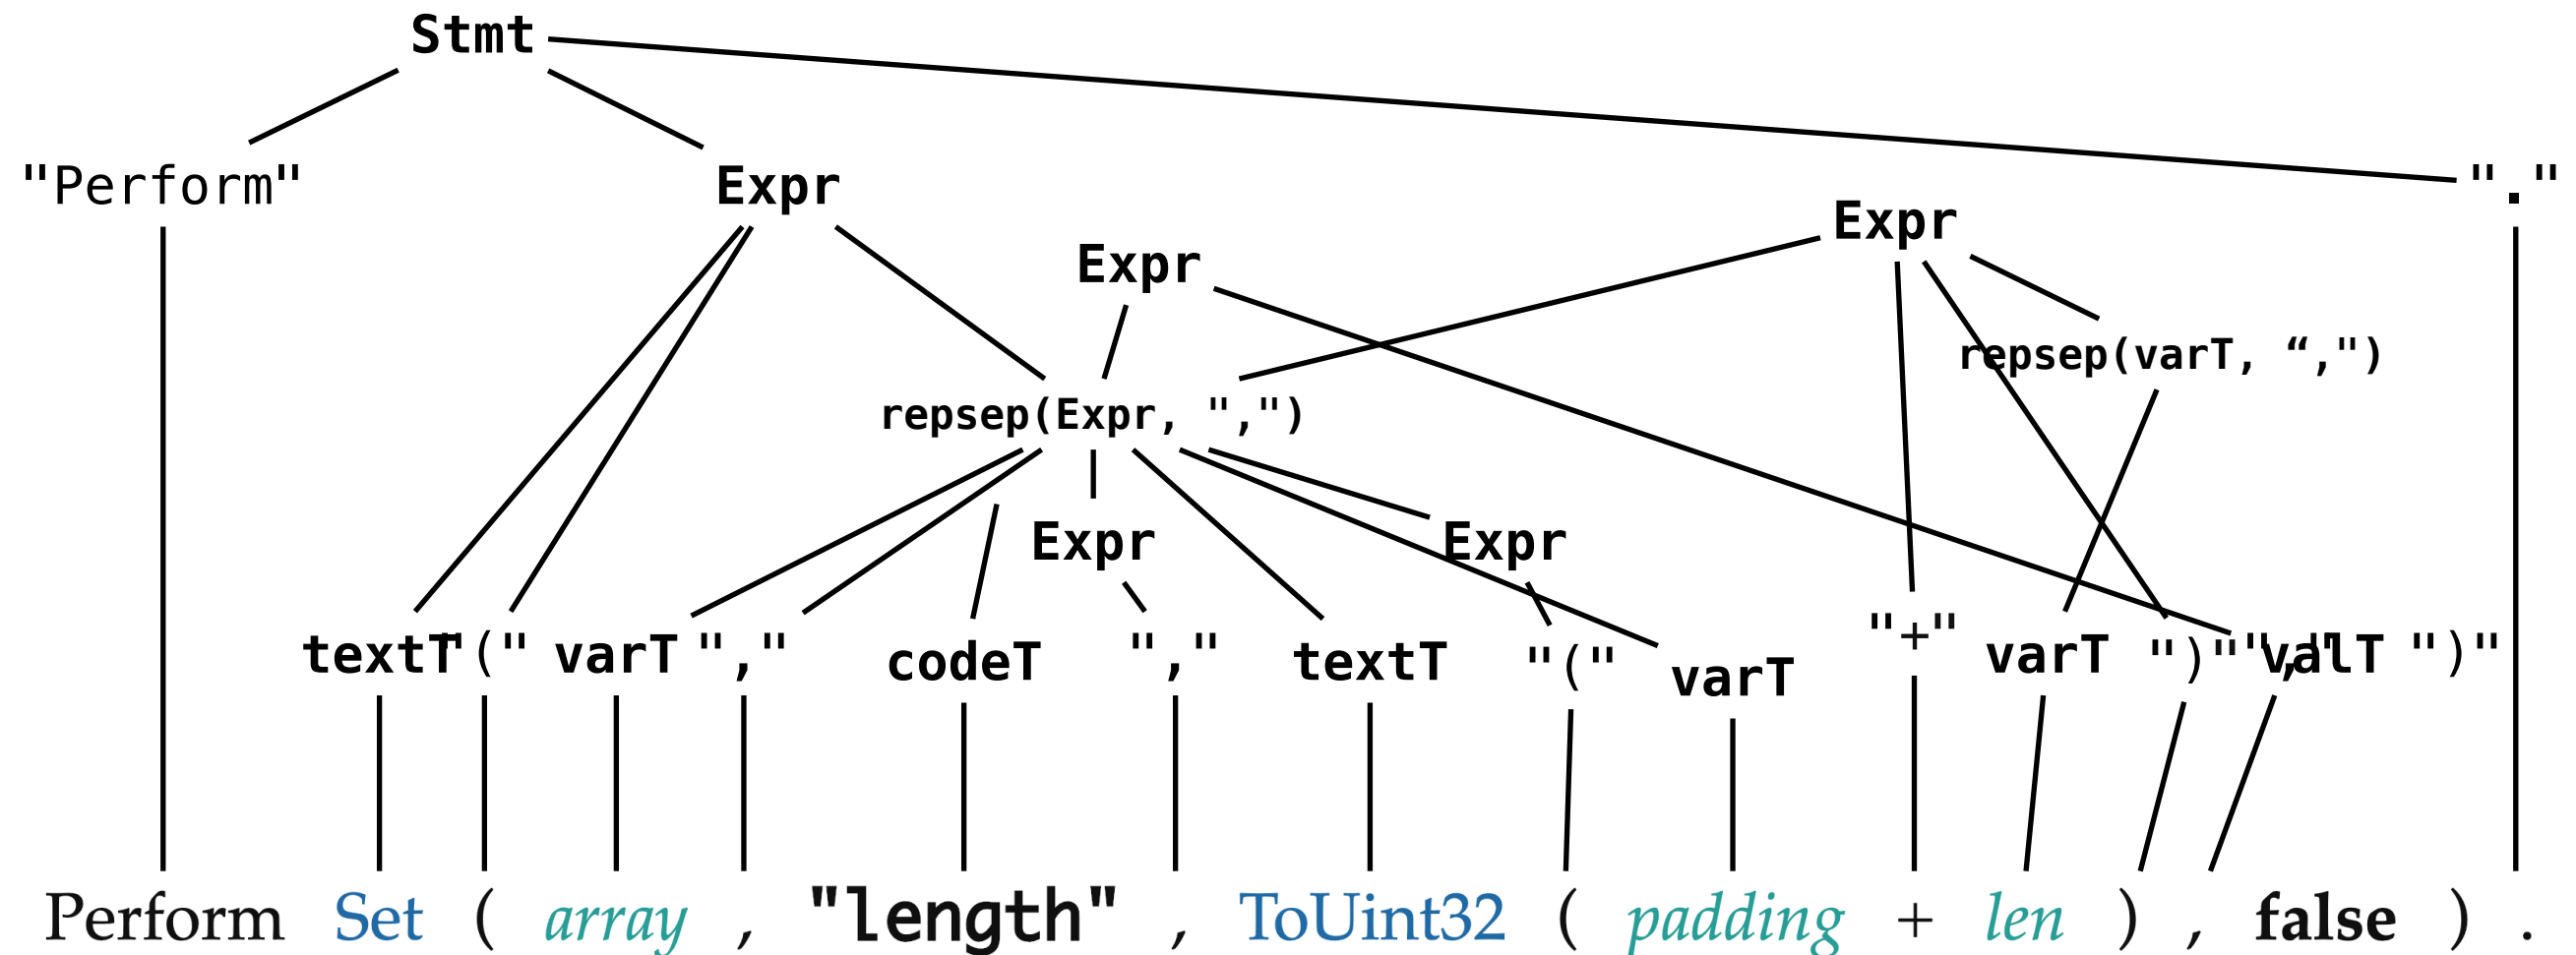 Stmt
"Perform" Expr "."
Expr
Expr
repsep(varT, “,")
repsep(Expr, ",")
Expr Expr
textT "(" varT "," codeT "," textT "(" varT "+" varT ")" "," valT ")"
Perform Set ( array , "length" , ToUint32 ( padding + len ) , false ) .